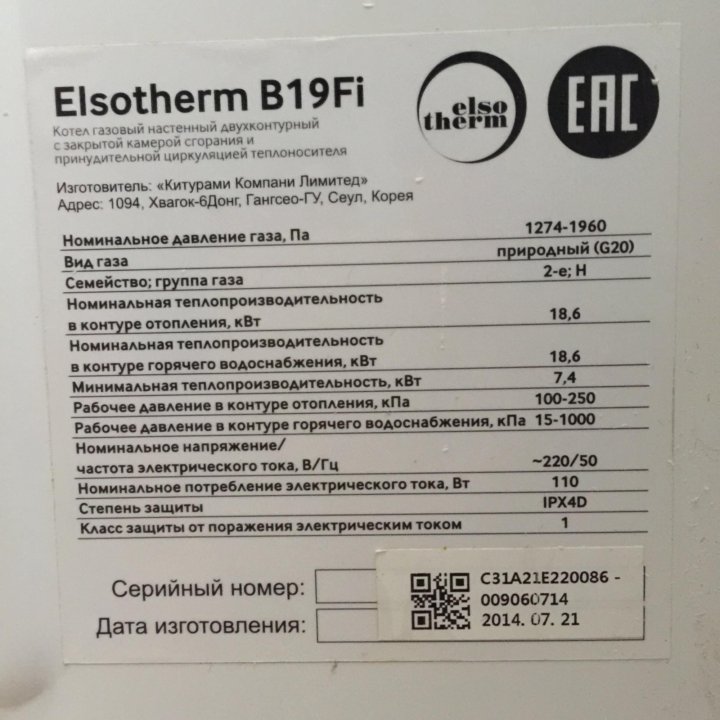 Elsotherm B19Fi
elso
therm
EAC
Котел газовый настенный двухконтурный
с закрытой камерой сгорания и
принудительной циркуляцией теплоносителя
Изготовитель: «Китурами Компани Лимитед»
Адрес: 1094, Хвагок-6Донг, Гангсео-ГУ, Сеул, Корея
Номинальное давление газа, Па 1274-1960
Вид газа природный (G20)
Семейство; группа газа 2-е; Н
Номинальная теплопроизводительность
в контуре отопления, кВт 18,6
Номинальная теплопроизводительность
в контуре горячего водоснабжения, кВт 18,6
Минимальная теплопроизводительность, кВт 7,4
Рабочее давление в контуре отопления, кПа 100-250
Рабочее давление в контуре горячего водоснабжения, кПа 15-1000
Номинальное напряжение/
частота электрического тока, В/Гц ~220/50
Номинальное потребление электрического тока, Вт 110
Степень защиты IPX4D
Класс защиты от поражения электрическим током 1
Серийный номер:
C31A21E220086 -
009060714
Дата изготовления: 2014. 07. 21